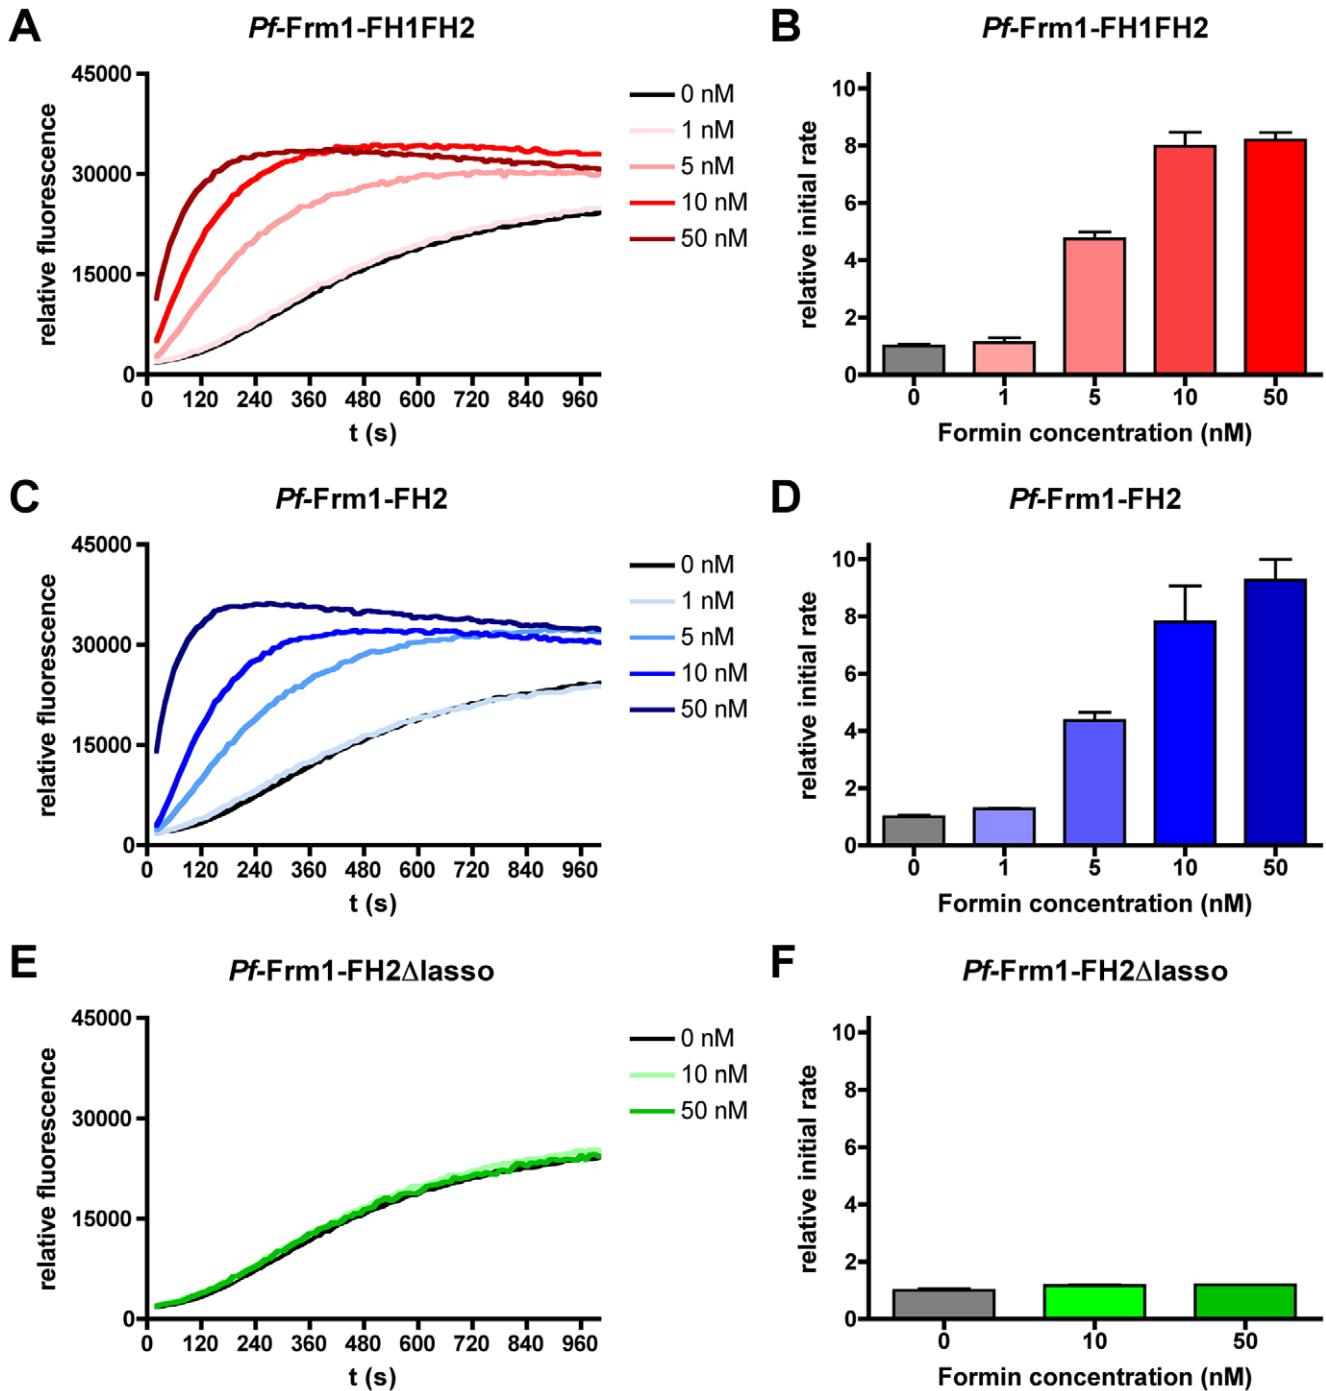 A
Pf-Frm1-FH1FH2
relative fluorescence
45000
30000
15000
0
0 120 240 360 480 600 720 840 960
t (s)
0 nM
1 nM
5 nM
10 nM
50 nM
B
Pf-Frm1-FH1FH2
relative initial rate
10
8
6
4
2
0
0 1 5 10 50
Formin concentration (nM)
C
Pf-Frm1-FH2
relative fluorescence
45000
30000
15000
0
0 120 240 360 480 600 720 840 960
t (s)
0 nM
1 nM
5 nM
10 nM
50 nM
D
Pf-Frm1-FH2
relative initial rate
10
8
6
4
2
0
0 1 5 10 50
Formin concentration (nM)
E
Pf-Frm1-FH2Δlasso
relative fluorescence
45000
30000
15000
0
0 120 240 360 480 600 720 840 960
t (s)
0 nM
10 nM
50 nM
F
Pf-Frm1-FH2Δlasso
relative initial rate
10
8
6
4
2
0
0 10 50
Formin concentration (nM)